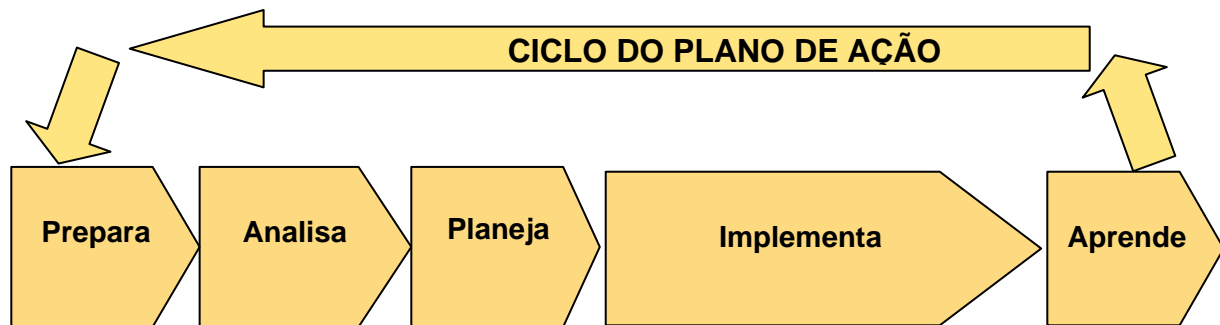 CICLO DO PLANO DE AÇÃO
Prepara
Analisa
Planeja
Implementa
Aprende